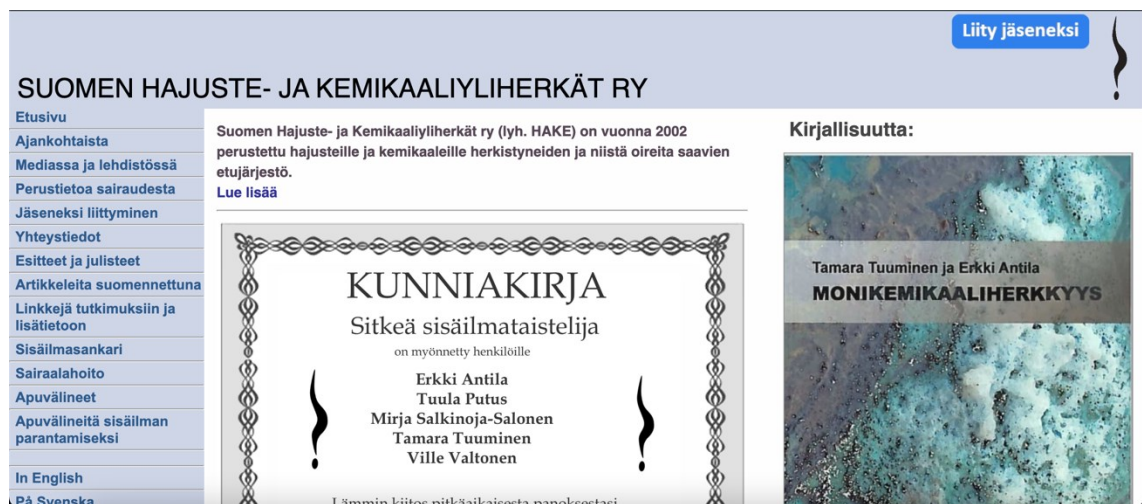 Liity jäseneksi
SUOMEN HAJUSTE- JA KEMIKAALIYLIHERKÄT RY
Etusivu
Ajankohtaista
Mediassa ja lehdistössä
Perustietoa sairaudesta
Jäseneksi liittyminen
Yhteystiedot
Esitteet ja julisteet
Artikkeleita suomennettuna
Linkkejä tutkimuksiin ja
lisätietoon
Sisäilmasankari
Sairaalahoito
Apuvälineet
Apuvälineitä sisäilman
parantamiseksi
In English
På Svenska
Suomen Hajuste- ja Kemikaaliyliherkät ry (lyh. HAKE) on vuonna 2002
perustettu hajusteille ja kemikaaleille herkistyneiden ja niistä oireita saavien
etujärjestö.
Lue lisää
KUNNIAKIRJA
Sitkeä sisäilmataistelija
on myönnetty henkilöille
Erkki Antila
Tuula Putus
Mirja Salkinoja-Salonen
Tamara Tuuminen
Ville Valtonen
Lämmin kiitos pitkäaikaisesta panoksestasi
Kirjallisuutta:
Tamara Tuuminen ja Erkki Antila
MONIKEMIKAALIHERKKYYS